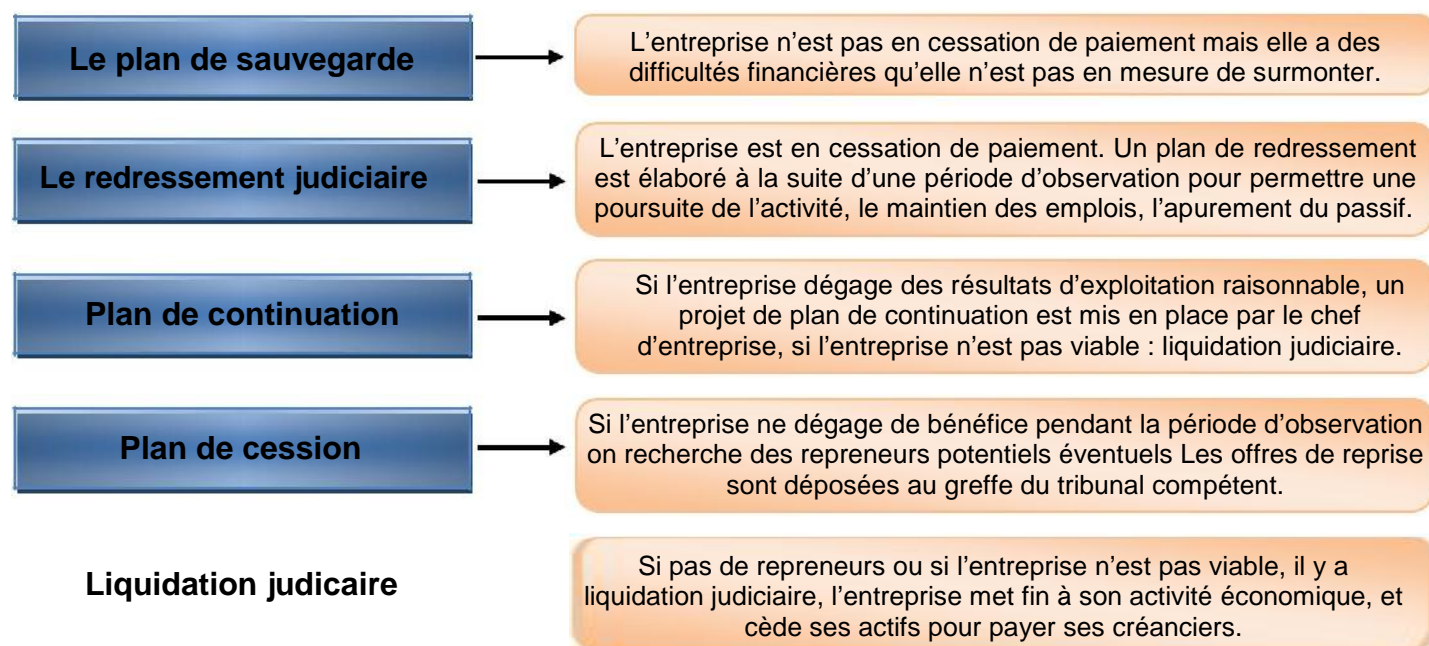 Le plan de sauvegarde
L’entreprise n’est pas en cessation de paiement mais elle a des
difficultés financières qu’elle n’est pas en mesure de surmonter.
Le redressement judiciaire
L’entreprise est en cessation de paiement. Un plan de redressement
est élaboré à la suite d’une période d’observation pour permettre une
poursuite de l’activité, le maintien des emplois, l’apurement du passif.
Plan de continuation
Si l’entreprise dégage des résultats d’exploitation raisonnable, un
projet de plan de continuation est mis en place par le chef
d’entreprise, si l’entreprise n’est pas viable : liquidation judiciaire.
Plan de cession
Si l’entreprise ne dégage de bénéfice pendant la période d’observation
on recherche des repreneurs potentiels éventuels Les offres de reprise
sont déposées au greffe du tribunal compétent.
Liquidation judicaire
Si pas de repreneurs ou si l’entreprise n’est pas viable, il y a
liquidation judiciaire, l’entreprise met fin à son activité économique, et
cède ses actifs pour payer ses créanciers.